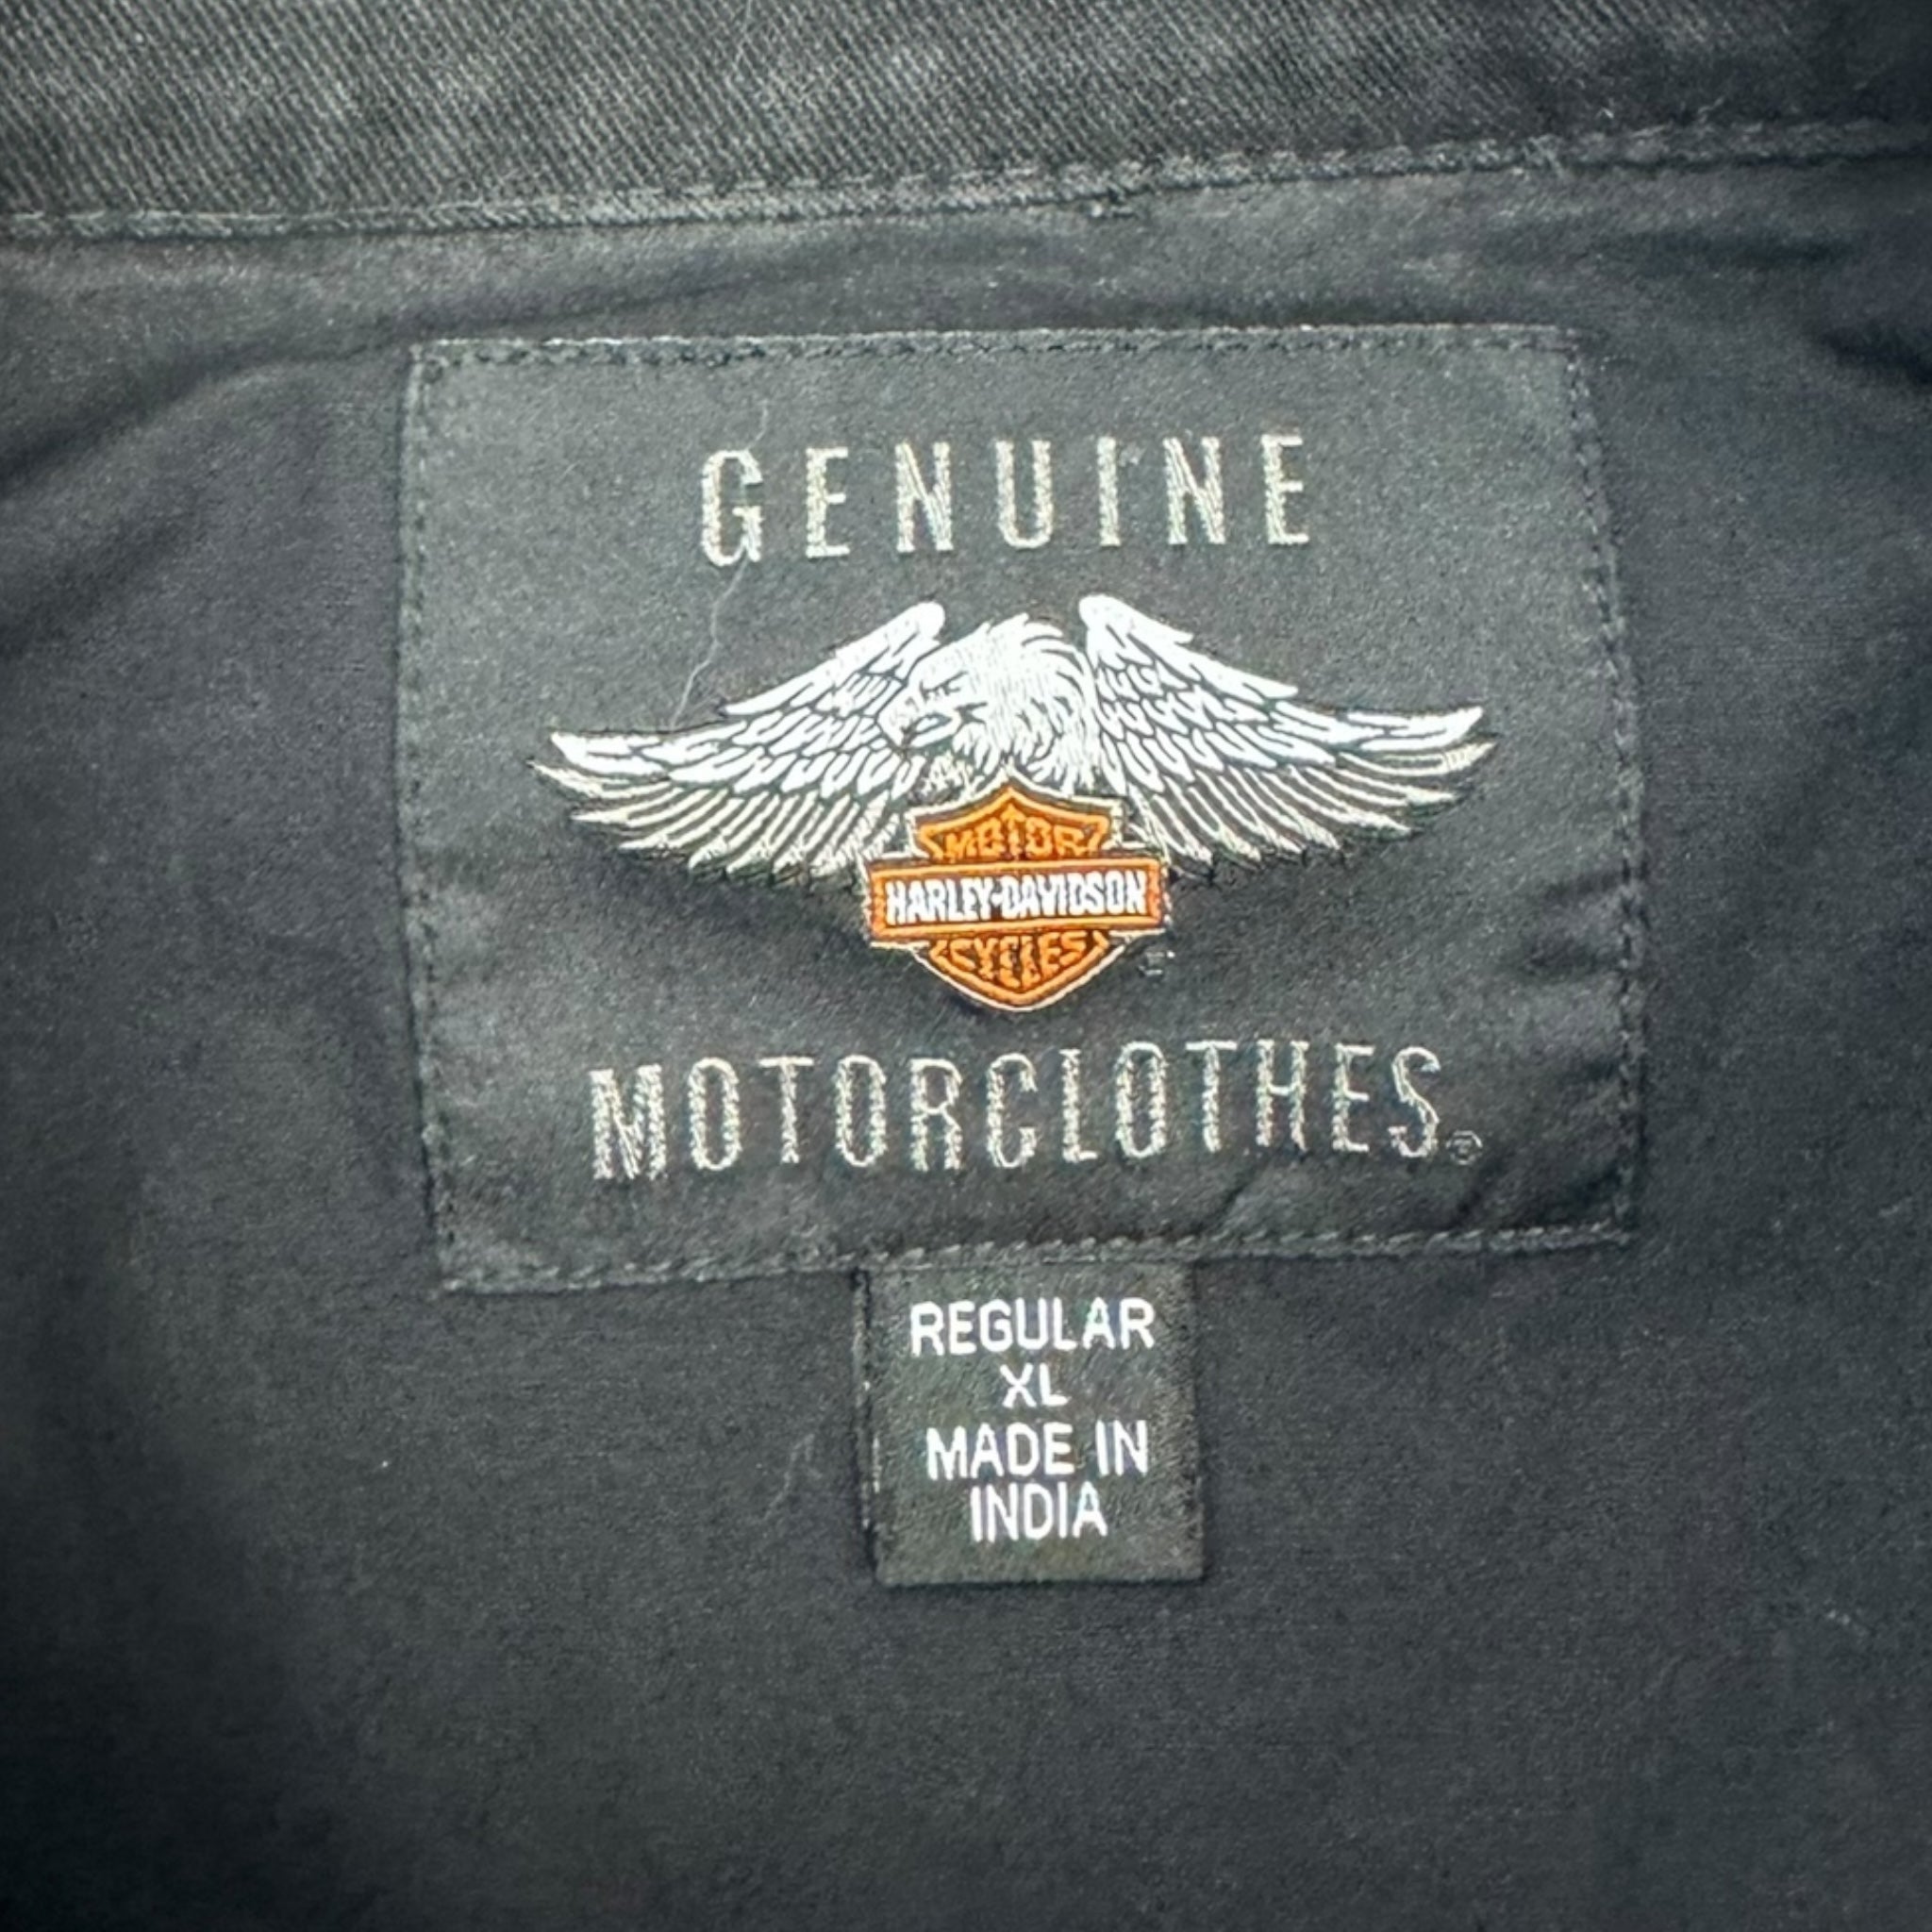 GENUINE
MOTOR
HARLEY-DAVIDSON
CYCLES
MOTORCLOTHES®
REGULAR
XL
MADE IN
INDIA